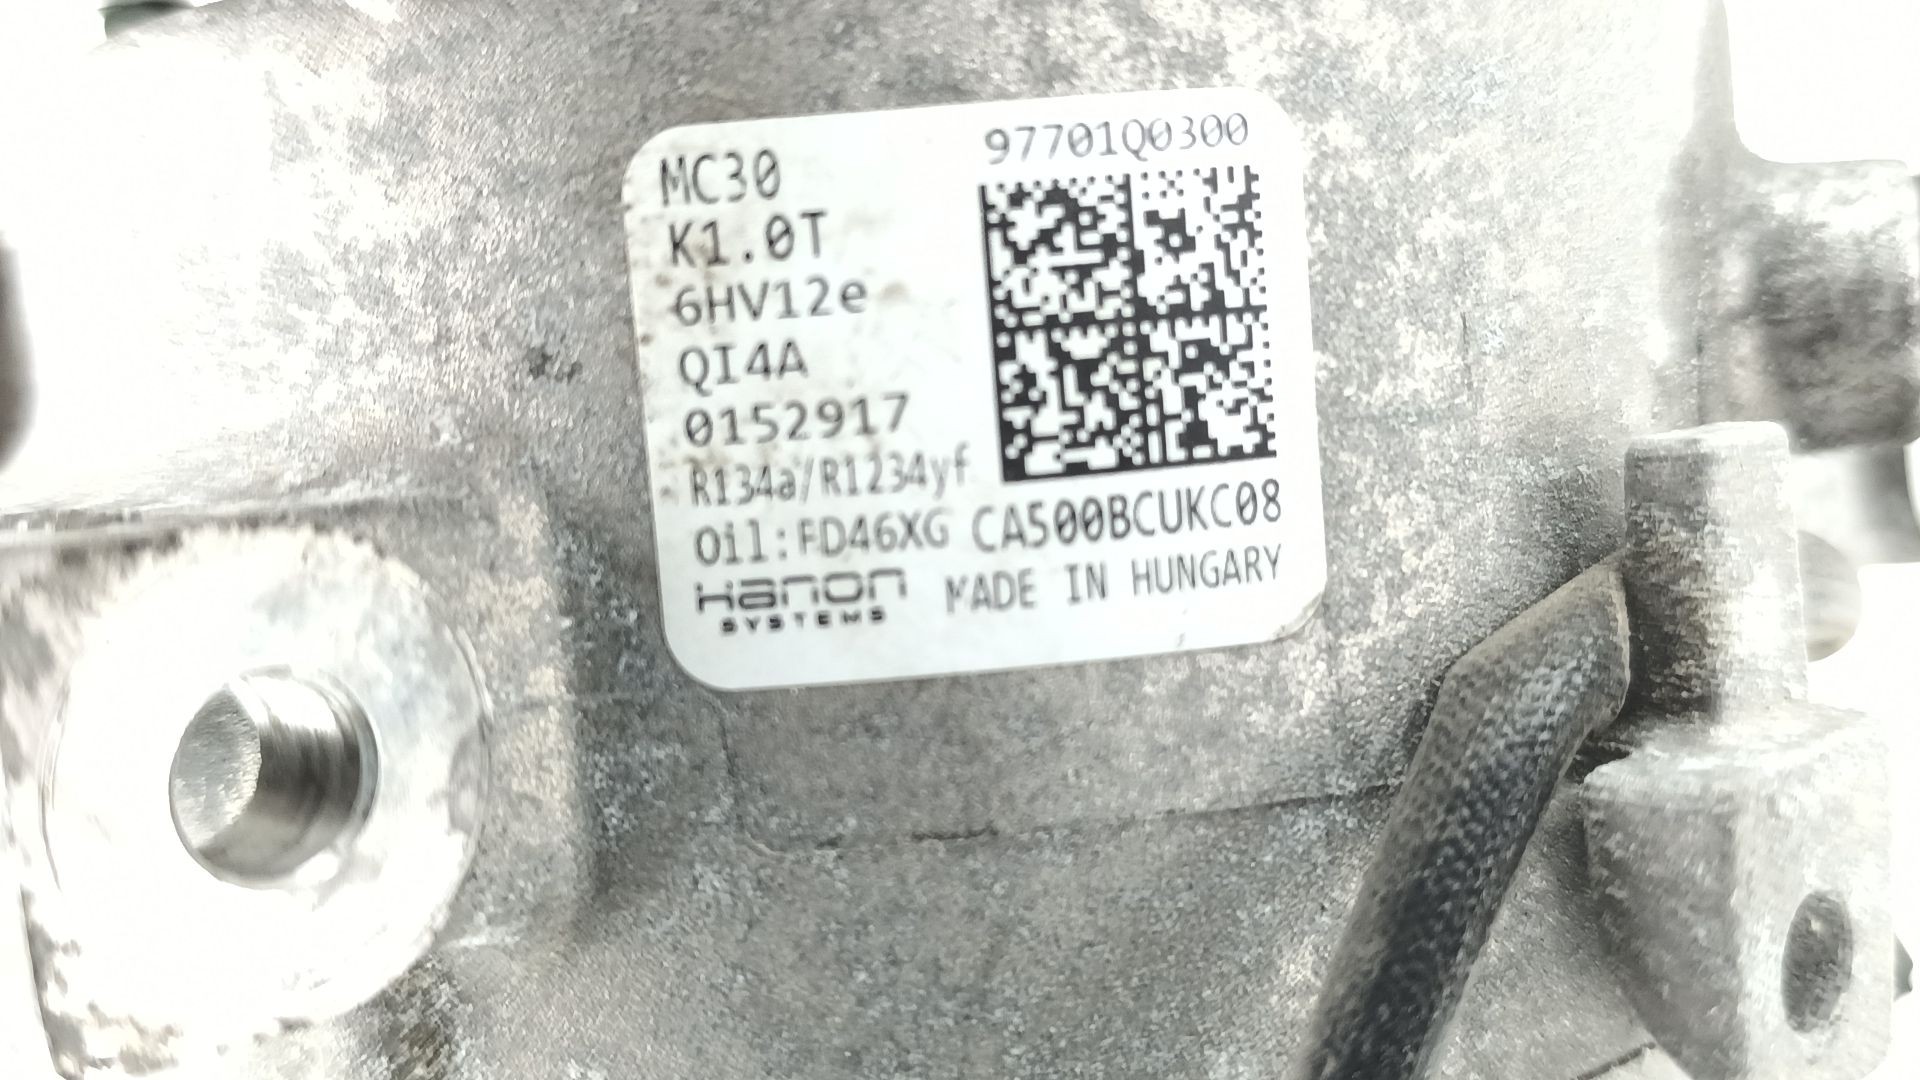 97701Q0300
MC30
K1.0T
6HV12e
QI4A
0152917
R134a/R1234yf
Oil:FD46XG CA500BCUKC08
Hanon MADE IN HUNGARY
SYSTEMS